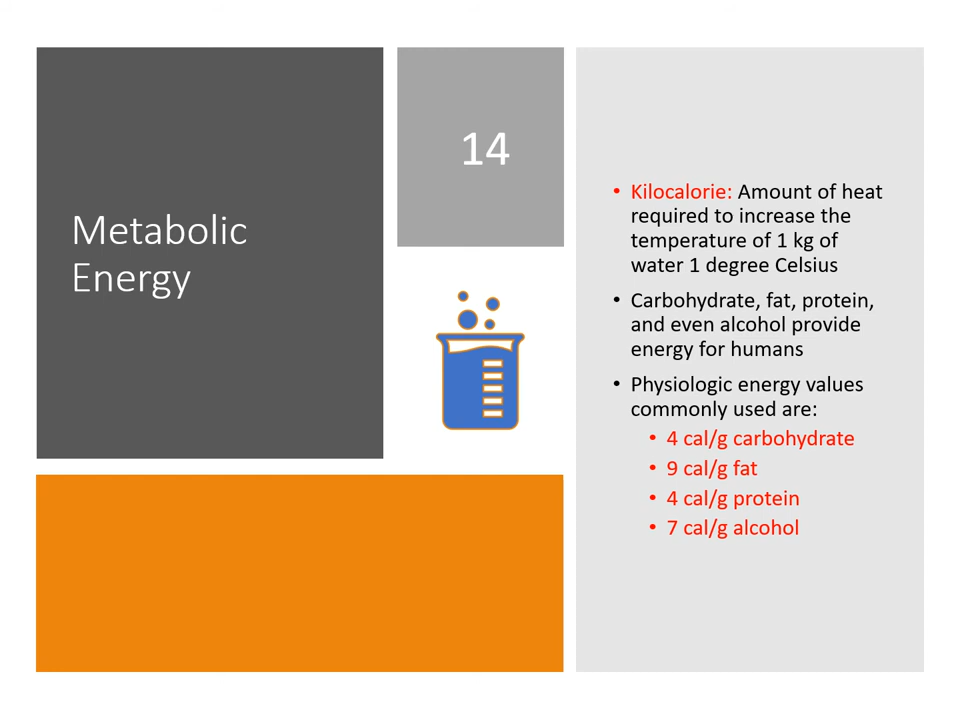 Metabolic
Energy
14
• Kilocalorie: Amount of heat
required to increase the
temperature of 1 kg of
water 1 degree Celsius
• Carbohydrate, fat, protein,
and even alcohol provide
energy for humans
• Physiologic energy values
commonly used are:
• 4 cal/g carbohydrate
• 9 cal/g fat
• 4 cal/g protein
• 7 cal/g alcohol